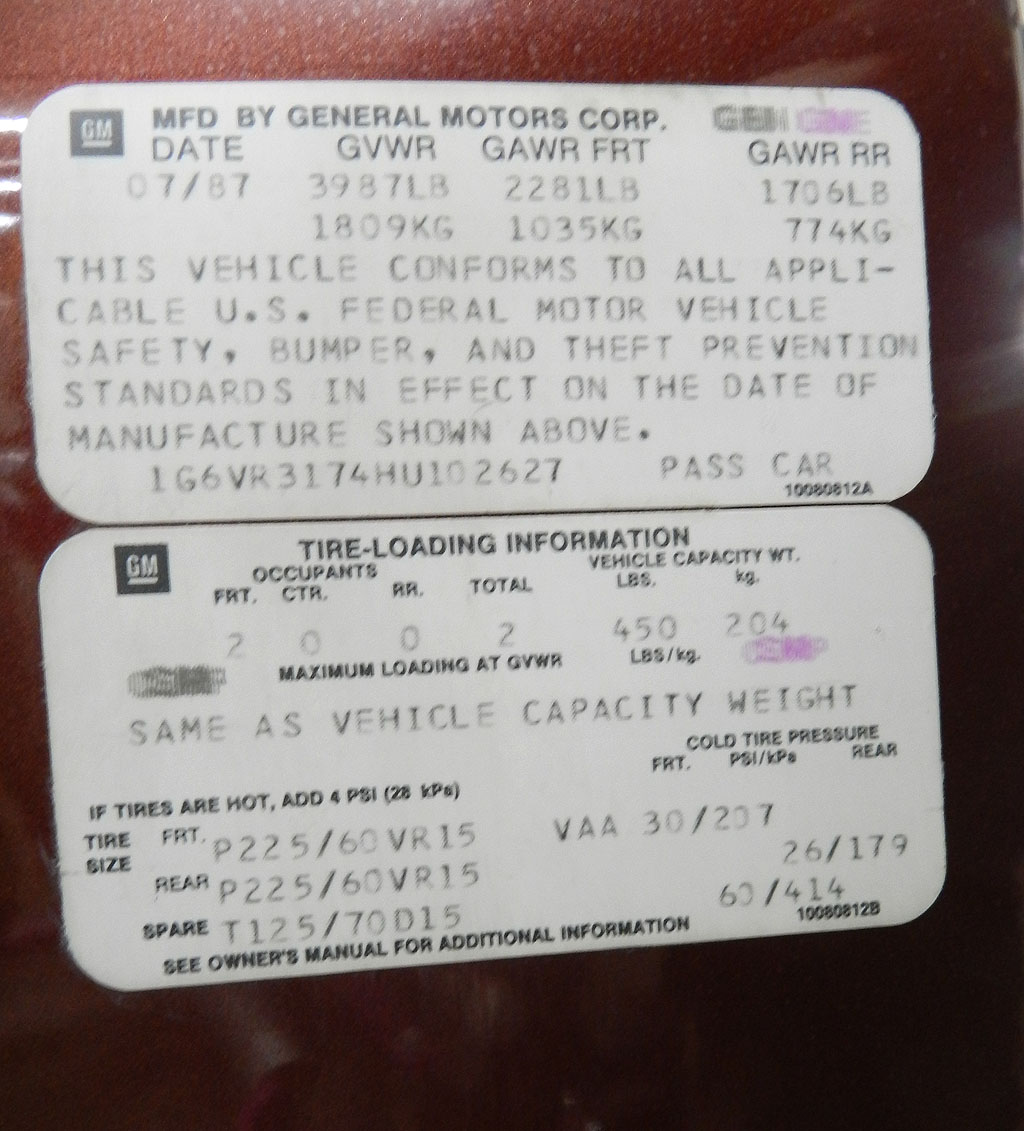 GM MFD BY GENERAL MOTORS CORP.
DATE GVWR GAWR FRT GAWR RR
07/87 3987LB 2281LB 1706LB
1809KG 1035KG 774KG
THIS VEHICLE CONFORMS TO ALL APPLI-
CABLE U.S. FEDERAL MOTOR VEHICLE
SAFETY, BUMPER, AND THEFT PREVENTION
STANDARDS IN EFFECT ON THE DATE OF
MANUFACTURE SHOWN ABOVE.
1G6VR3174HU102627 PASS CAR
10080812A
GM TIRE-LOADING INFORMATION
OCCUPANTS VEHICLE CAPACITY WT.
FRT. CTR. RR. TOTAL LBS. kg.
2 0 0 2 450 204
MAXIMUM LOADING AT GVWR LBS/kg.
SAME AS VEHICLE CAPACITY WEIGHT
COLD TIRE PRESSURE
FRT. PSI/kPa REAR
IF TIRES ARE HOT, ADD 4 PSI (28 kPa)
TIRE SIZE FRT. P225/60VR15 VAA 30/207
REAR P225/60VR15 26/179
SPARE T125/70D15 60/414
10080812B
SEE OWNER'S MANUAL FOR ADDITIONAL INFORMATION